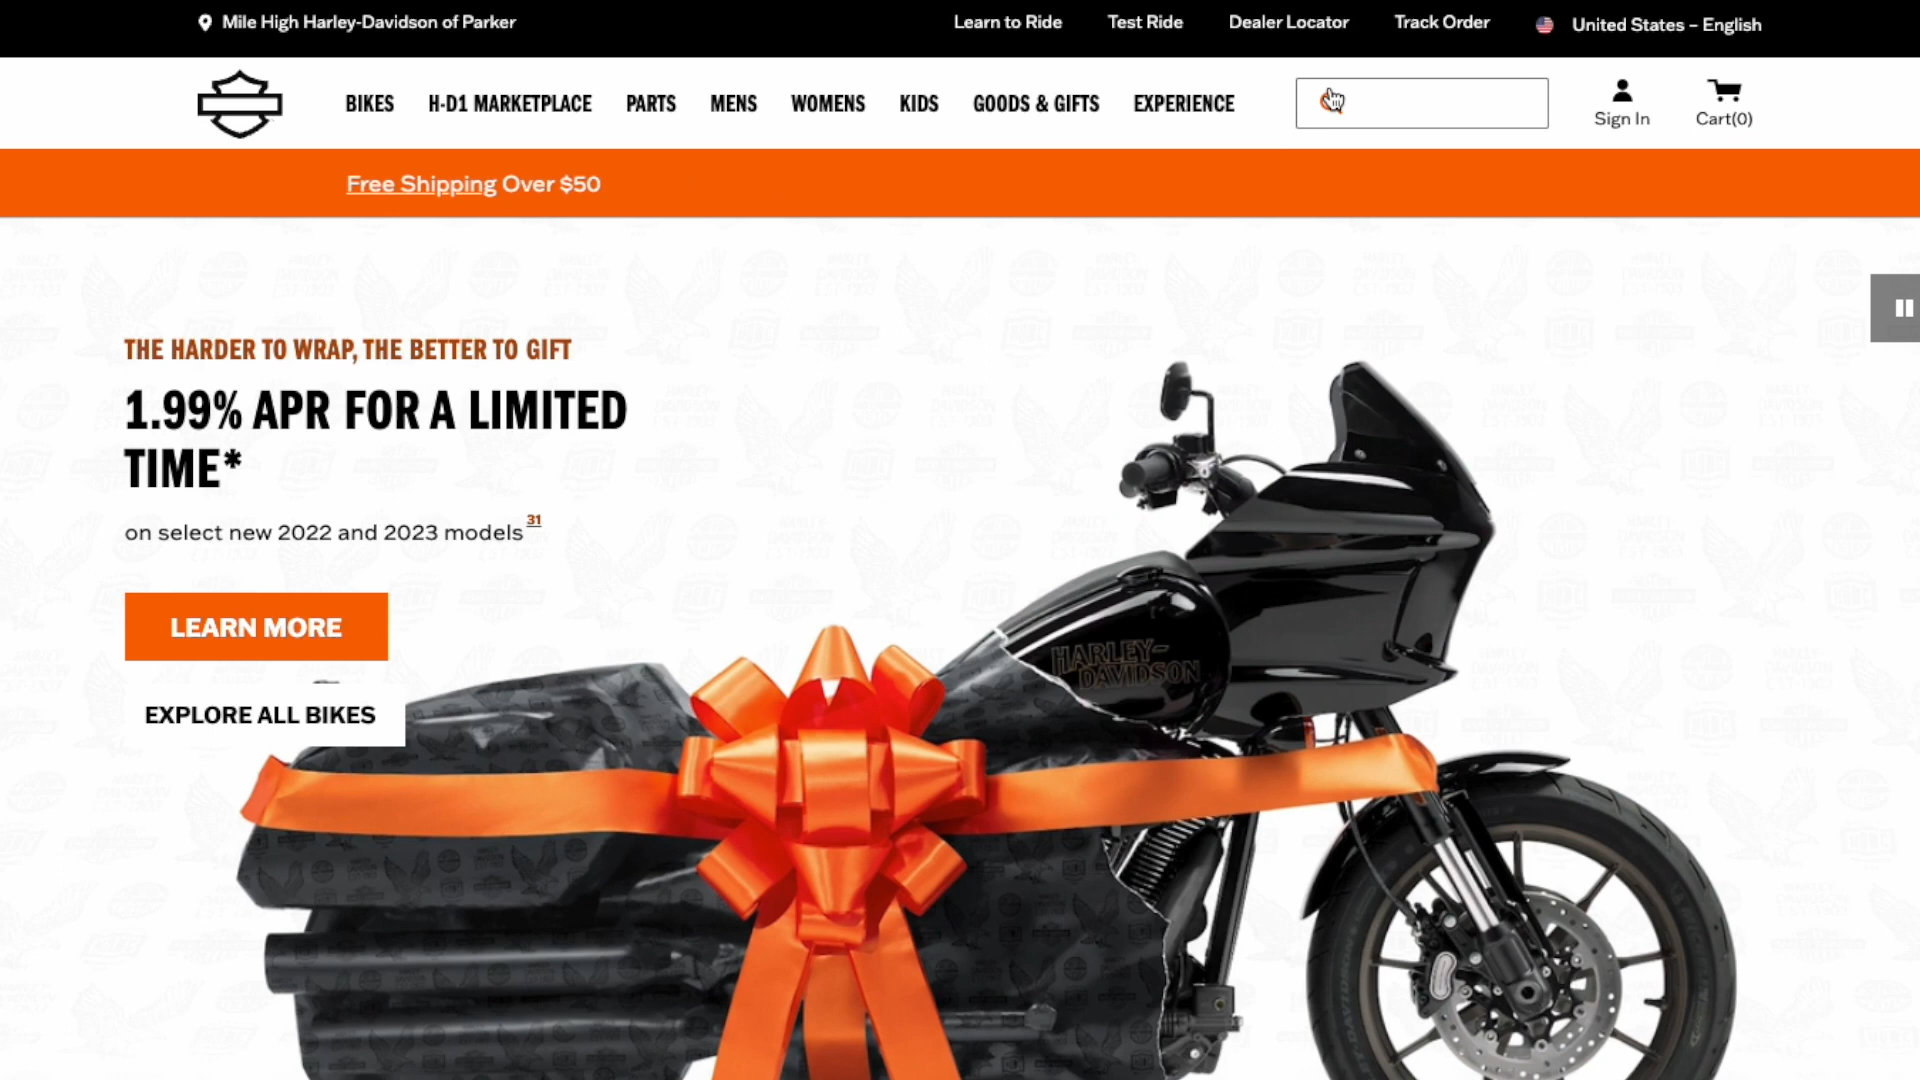 Mile High Harley-Davidson of Parker
Learn to Ride
Test Ride
Dealer Locator
Track Order
United States – English
BIKES
H-D1 MARKETPLACE
PARTS
MENS
WOMENS
KIDS
GOODS & GIFTS
EXPERIENCE
Sign In
Cart(0)
Free Shipping Over $50
THE HARDER TO WRAP, THE BETTER TO GIFT
1.99% APR FOR A LIMITED
TIME*
on select new 2022 and 2023 models 31
LEARN MORE
EXPLORE ALL BIKES
HARLEY-
DAVIDSON